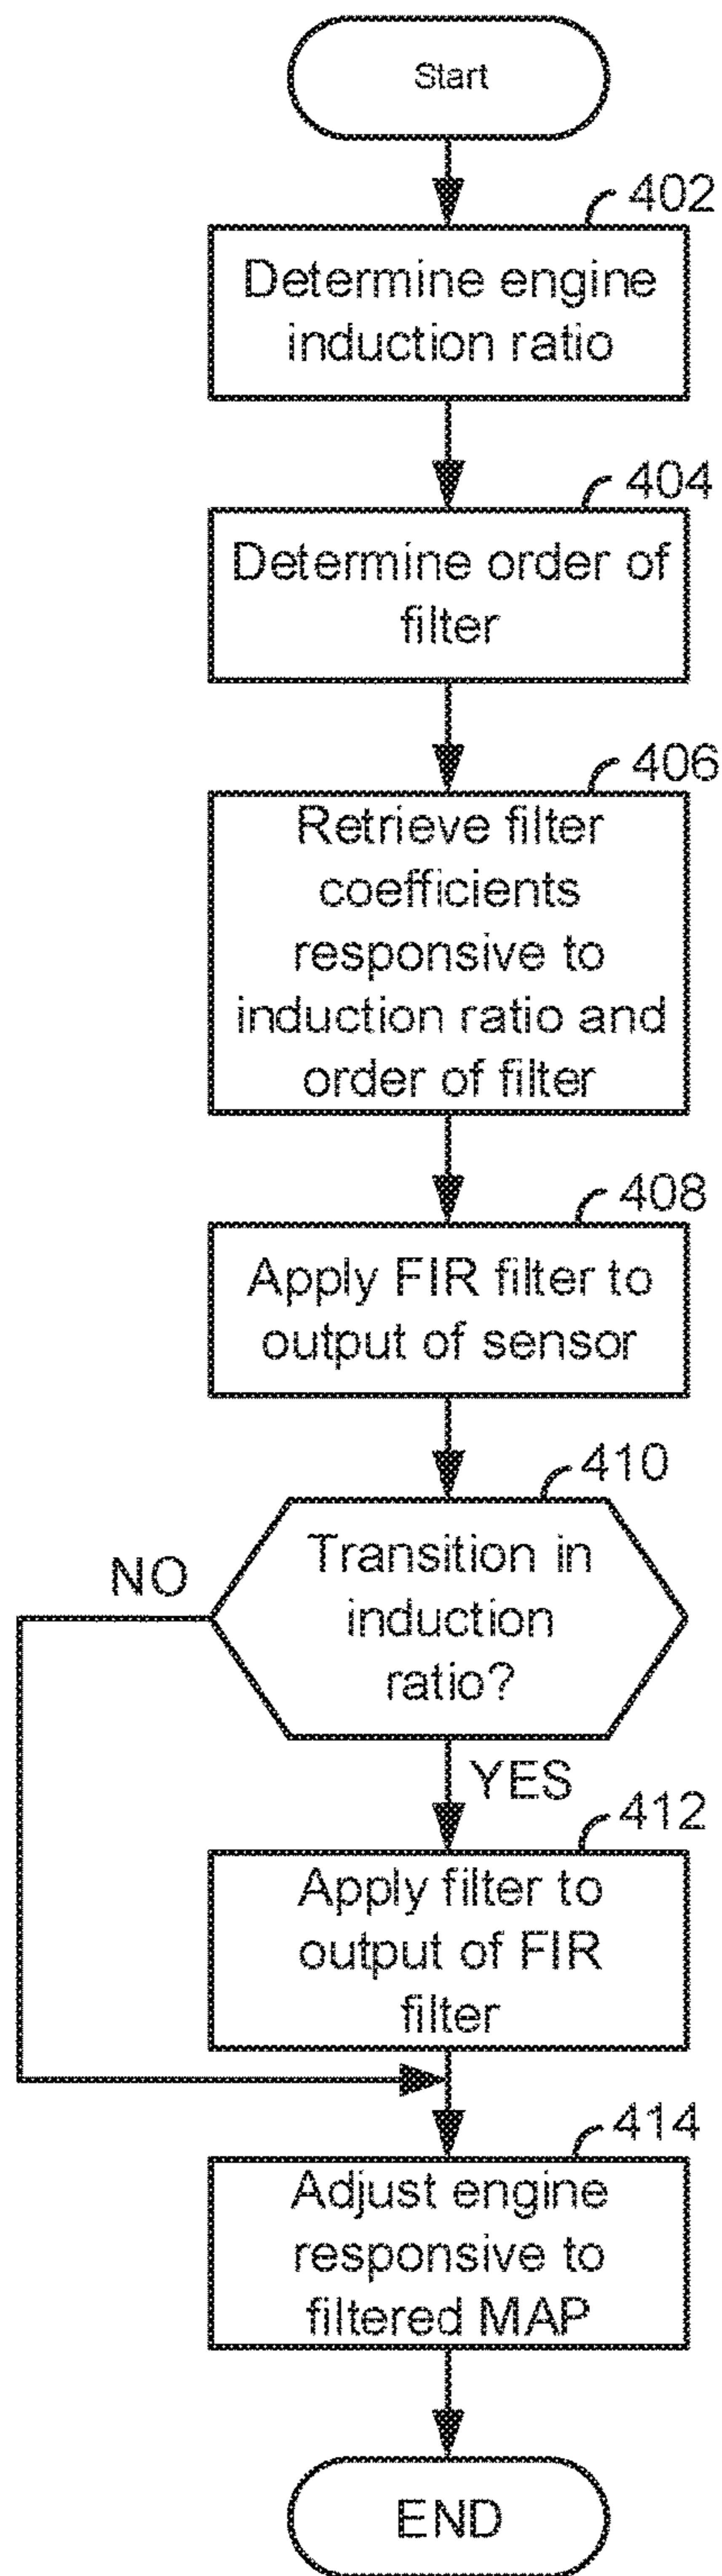 Start
402
Determine engine
induction ratio
404
Determine order of
filter
406
Retrieve filter
coefficients
responsive to
induction ratio and
order of filter
408
Apply FIR filter to
output of sensor
410
Transition in
induction
ratio?
NO
YES
412
Apply filter to
output of FIR
filter
414
Adjust engine
responsive to
filtered MAP
END